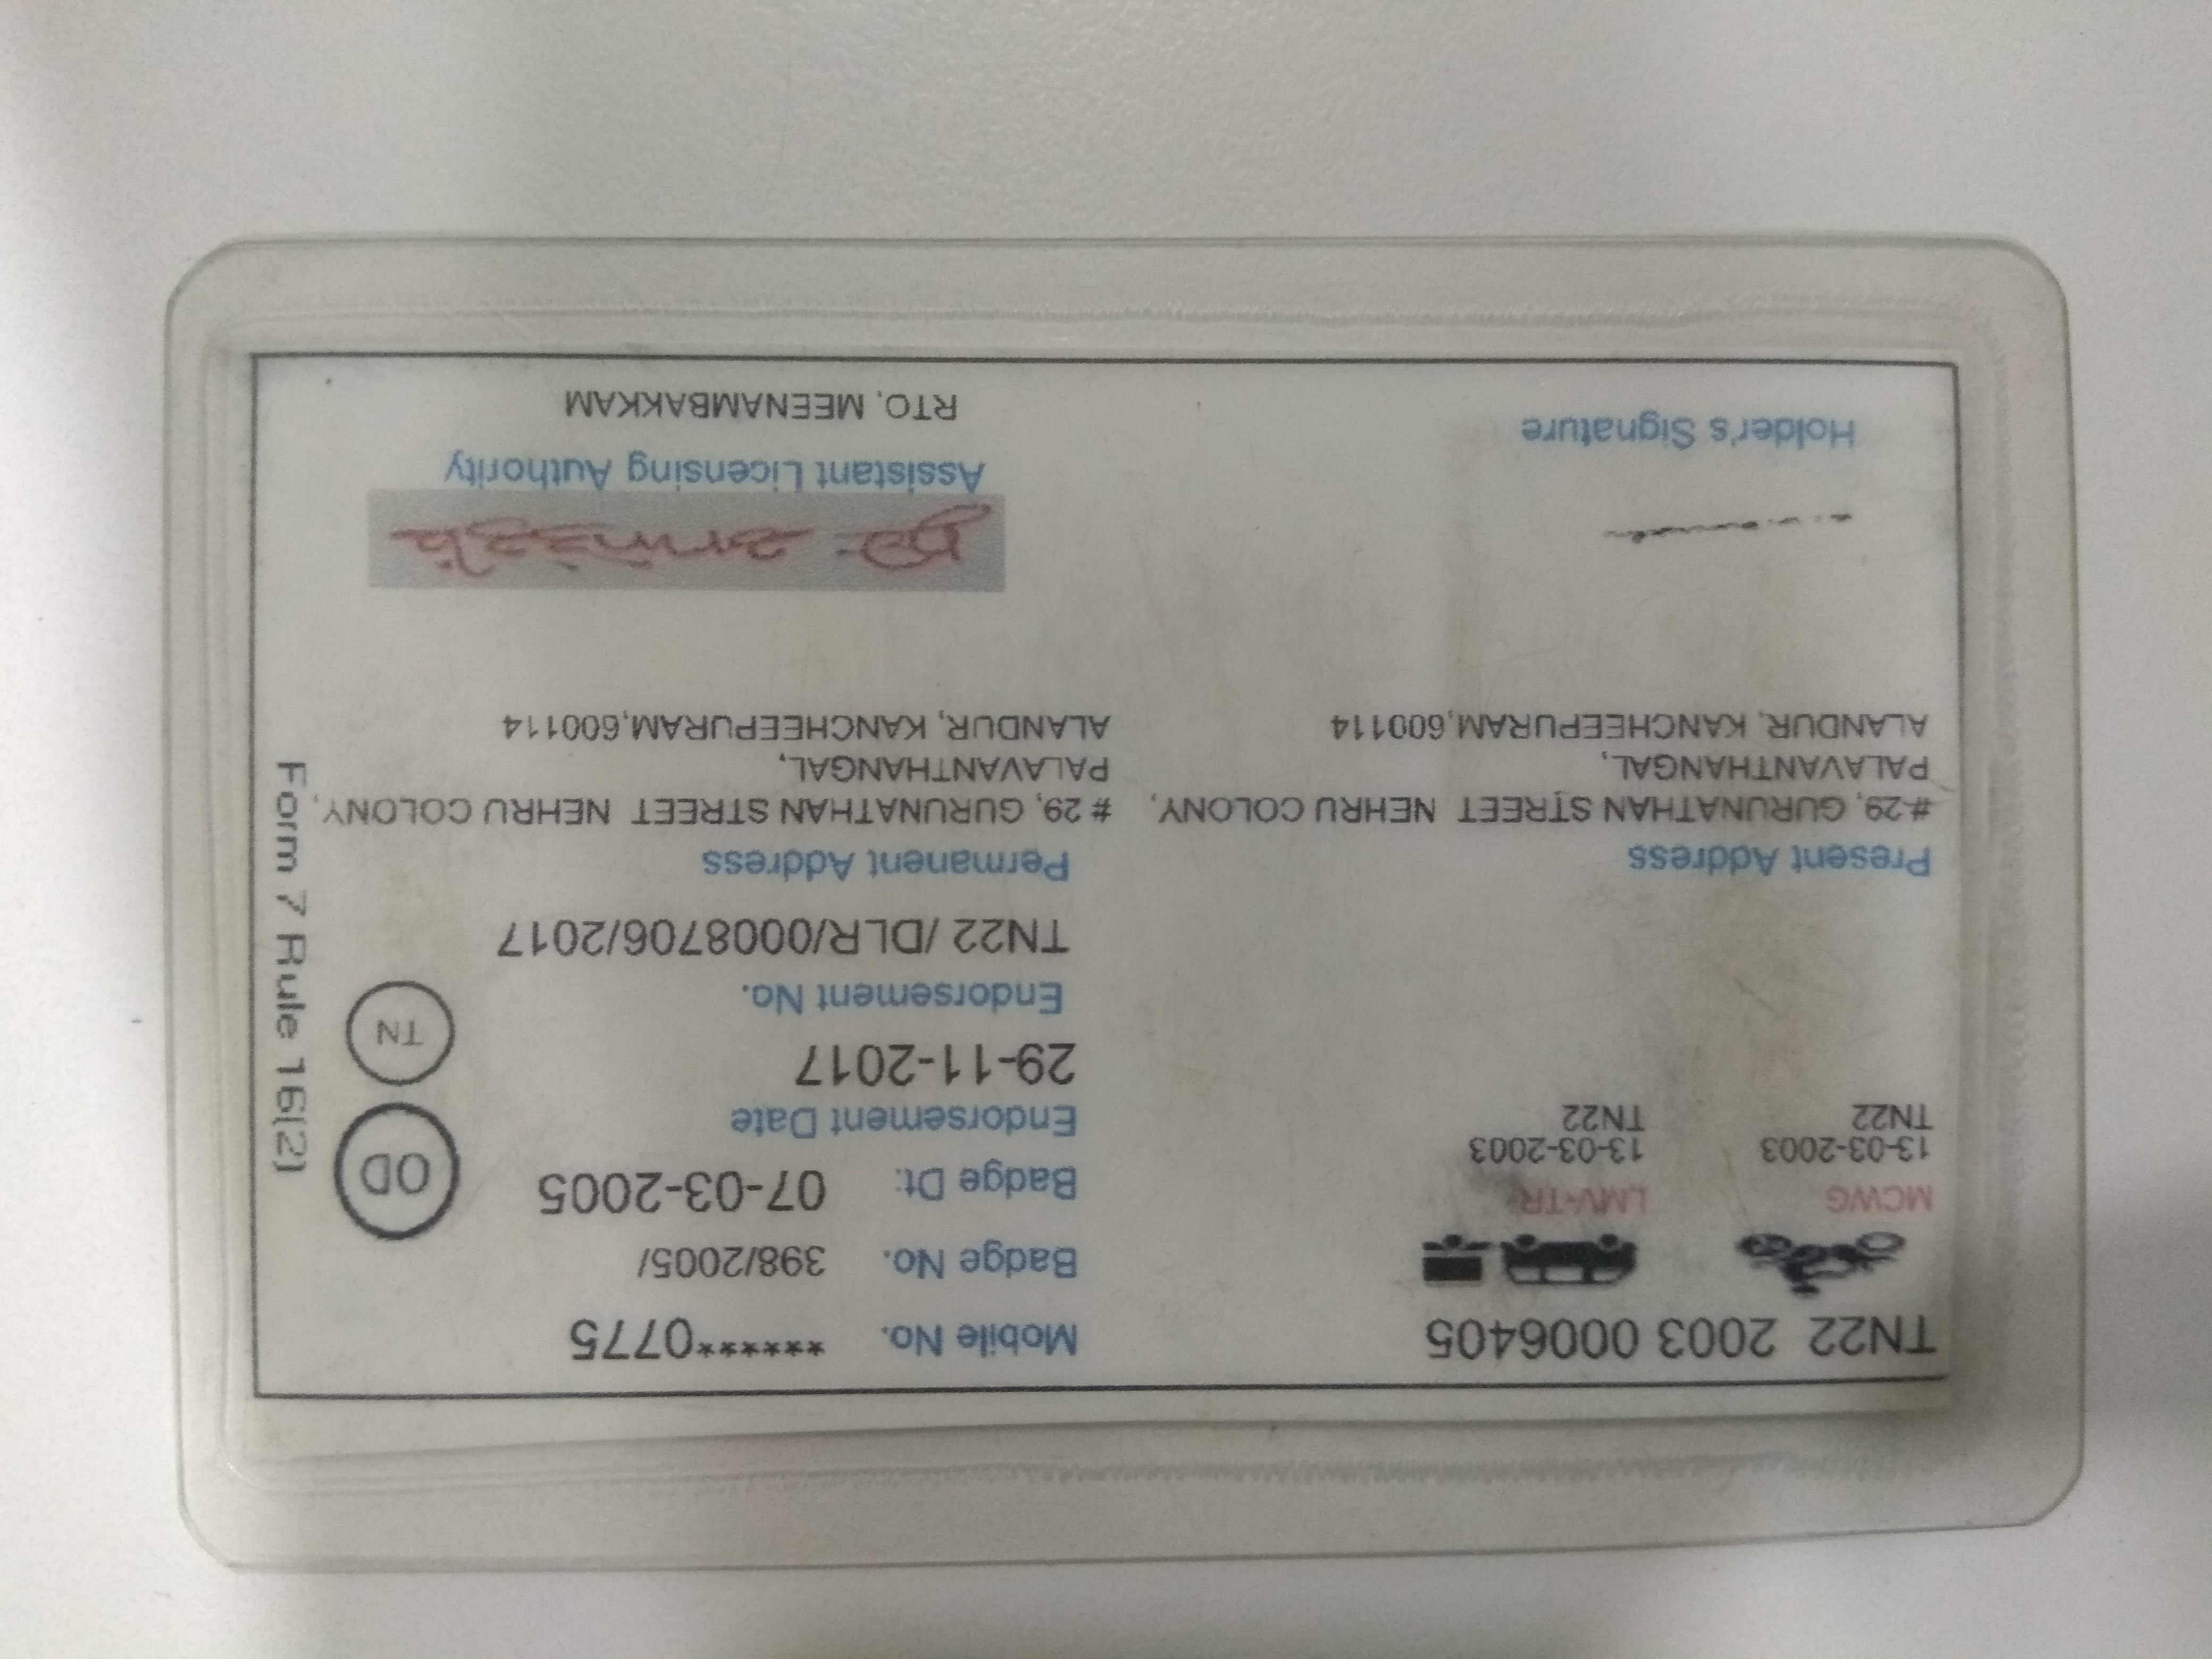 TN22 2003 0006405
Mobile No. ******0775
Badge No. 398/2005/
Badge Dt: 07-03-2005
MCWG LMV-TR
13-03-2003 13-03-2003
TN22 TN22
OD
Endorsement Date
29-11-2017
TN
Endorsement No.
TN22 /DLR/0008706/2017
Present Address
# 29, GURUNATHAN STREET NEHRU COLONY,
PALAVANTHANGAL,
ALANDUR, KANCHEEPURAM,600114
Permanent Address
# 29, GURUNATHAN STREET NEHRU COLONY,
PALAVANTHANGAL,
ALANDUR, KANCHEEPURAM,600114
Holder's Signature
Assistant Licensing Authority
RTO, MEENAMBAKKAM
Form 7 Rule 16(2)